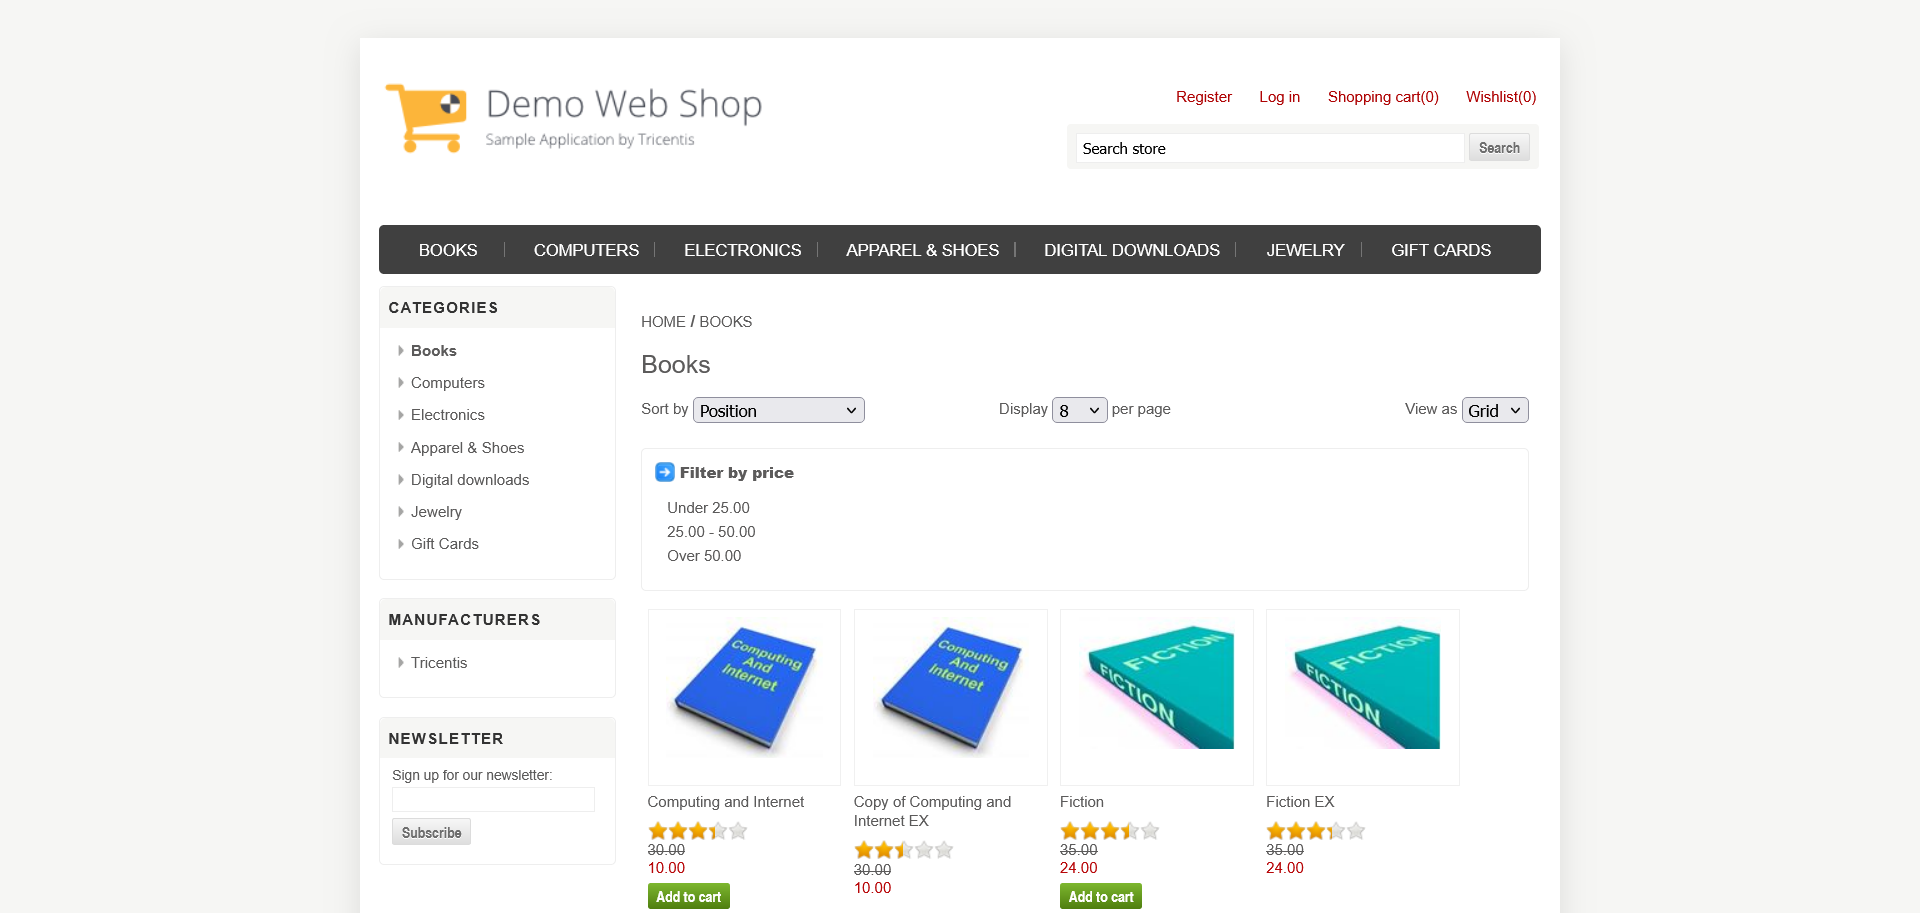 Demo Web Shop
Sample Application by Tricentis
Register Log in Shopping cart(0) Wishlist(0)
Search store Search
BOOKS COMPUTERS ELECTRONICS APPAREL & SHOES DIGITAL DOWNLOADS JEWELRY GIFT CARDS
CATEGORIES
Books
Computers
Electronics
Apparel & Shoes
Digital downloads
Jewelry
Gift Cards
MANUFACTURERS
Tricentis
NEWSLETTER
Sign up for our newsletter:
Subscribe
HOME / BOOKS
Books
Sort by Position Display 8 per page View as Grid
Filter by price
Under 25.00
25.00 - 50.00
Over 50.00
Computing
And
Internet
Computing and Internet
30.00
10.00
Add to cart
Computing
And
Internet
Copy of Computing and
Internet EX
30.00
10.00
FICTION
FICTION
Fiction
35.00
24.00
Add to cart
FICTION
FICTION
Fiction EX
35.00
24.00